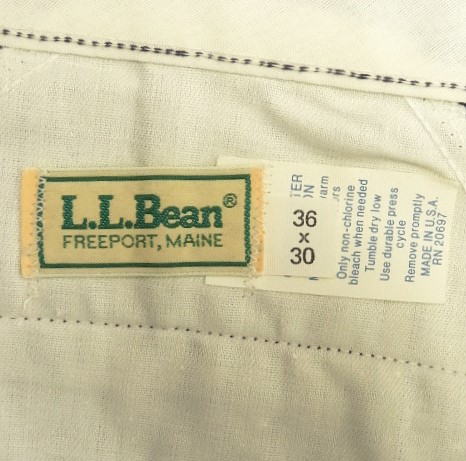 L.L.Bean®
FREEPORT, MAINE
36
x
30
Only non-chlorine
bleach when needed
Tumble dry low
Use durable press
cycle
Remove promptly
MADE IN U.S.A.
RN 20697